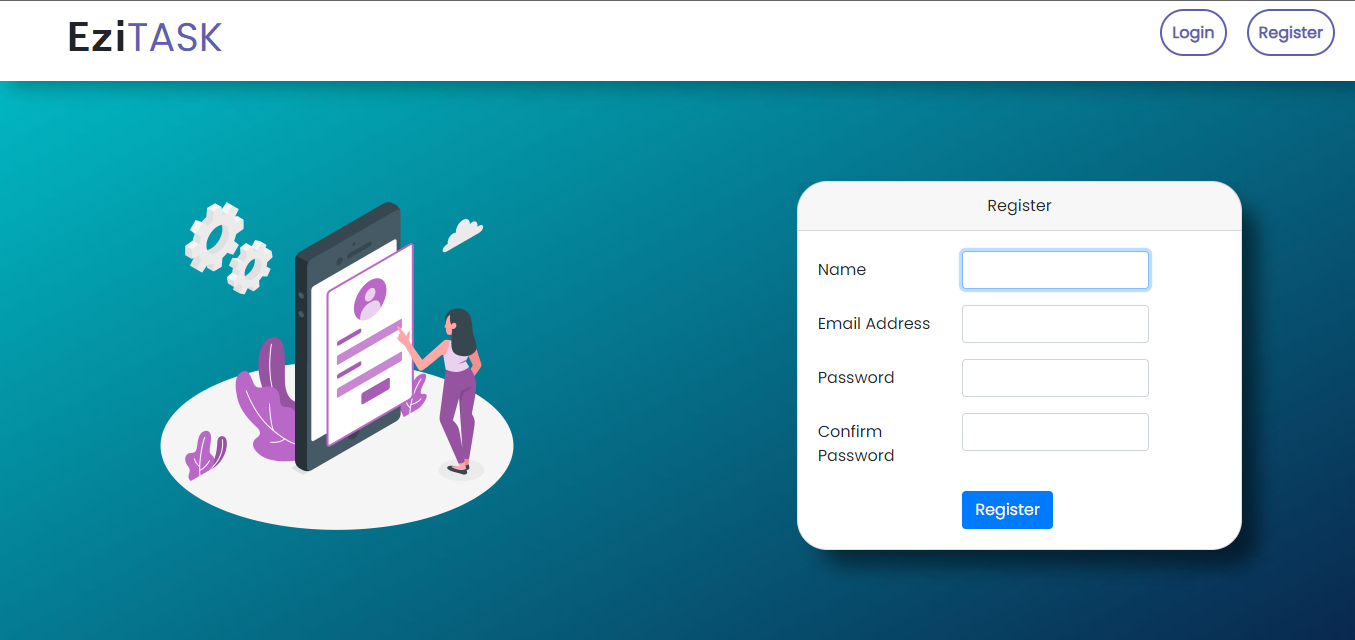 EziTASK
Login
Register
Register
Name
Email Address
Password
Confirm
Password
Register